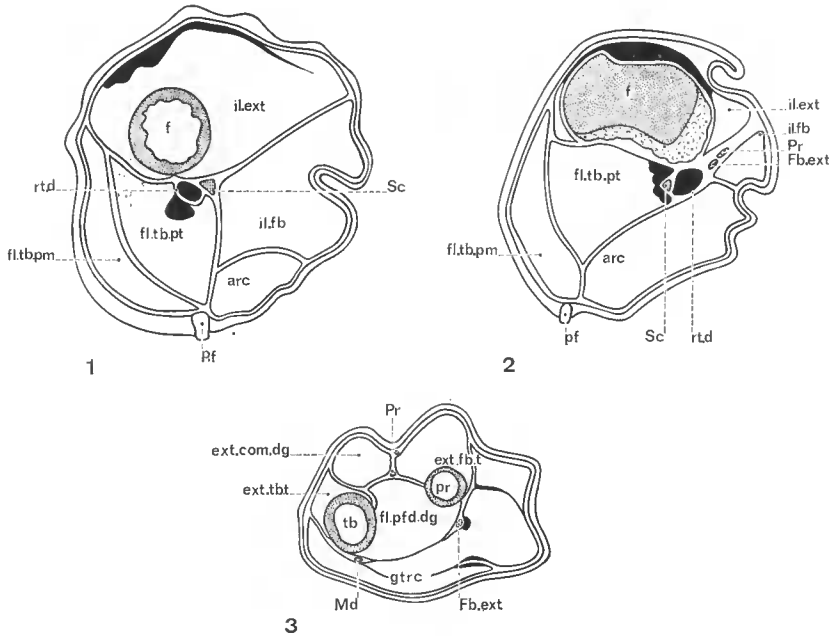 f
il.ext
rt.d
Sc
fl.tb.pt
il.fb
fl.tb.pm
arc
Pf
1
f
il.ext
il.fb
Pr
Fb.ext
fl.tb.pt
fl.tb.pm
arc
pf
Sc
rt.d
2
Pr
ext.com.dg
ext.fb.t
ext.tb.t
pr
tb
fl.pfd.dg
gtrc
Md
Fb.ext
3